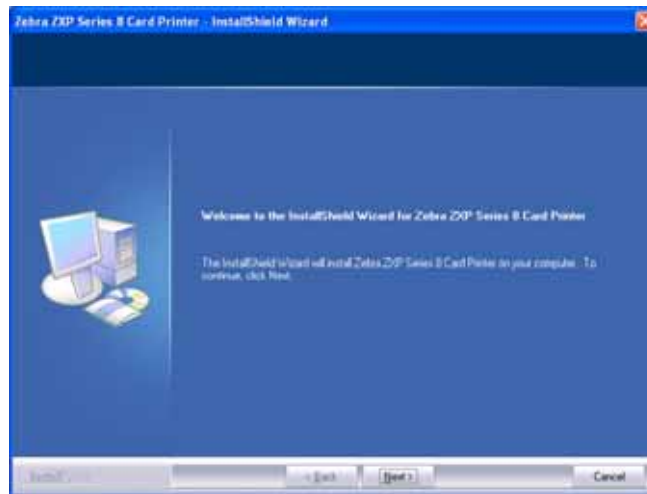 Zebra ZXP Series 8 Card Printer - InstallShield Wizard
Welcome to the InstallShield Wizard for Zebra ZXP Series 8 Card Printer
The InstallShield Wizard will install Zebra ZXP Series 8 Card Printer on your computer. To
continue, click Next.
InstallShield
< Back
Next >
Cancel